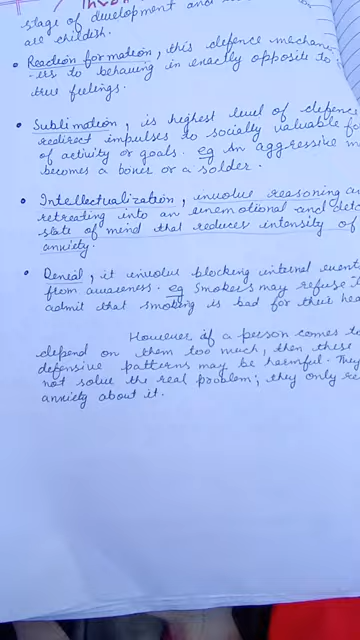 stage of development and
are childish.
• Reaction formation, this defence mechan
-ers to behaving in exactly opposite to
true feelings.
• Sublimation, is highest level of defence
redirect impulses to socially valuable
of activity or goals. eg An aggressive
becomes a boxer or a solder.
• Intellectualization, involve reasoning
retreating into an unemotional and
state of mind that reduces intensity of
anxiety.
• Denial, it involve blocking internal
from awareness. eg smokers may refuse
admit that smoking is bad for their
However if a person comes to
depend on them too much, then these
defensive patterns may be harmful. They
not solve the real problem; they only
anxiety about it.